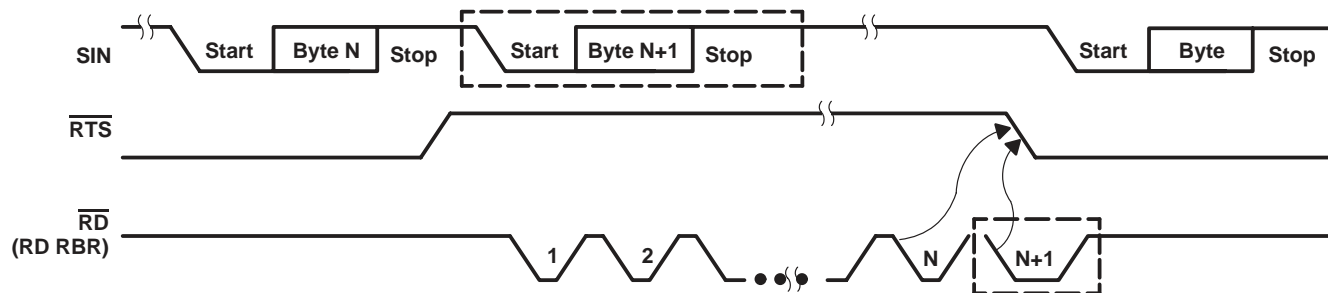 SIN Start Byte N Stop Start Byte N+1 Stop Start Byte Stop
RTS
RD
(RD RBR) 1 2 N N+1